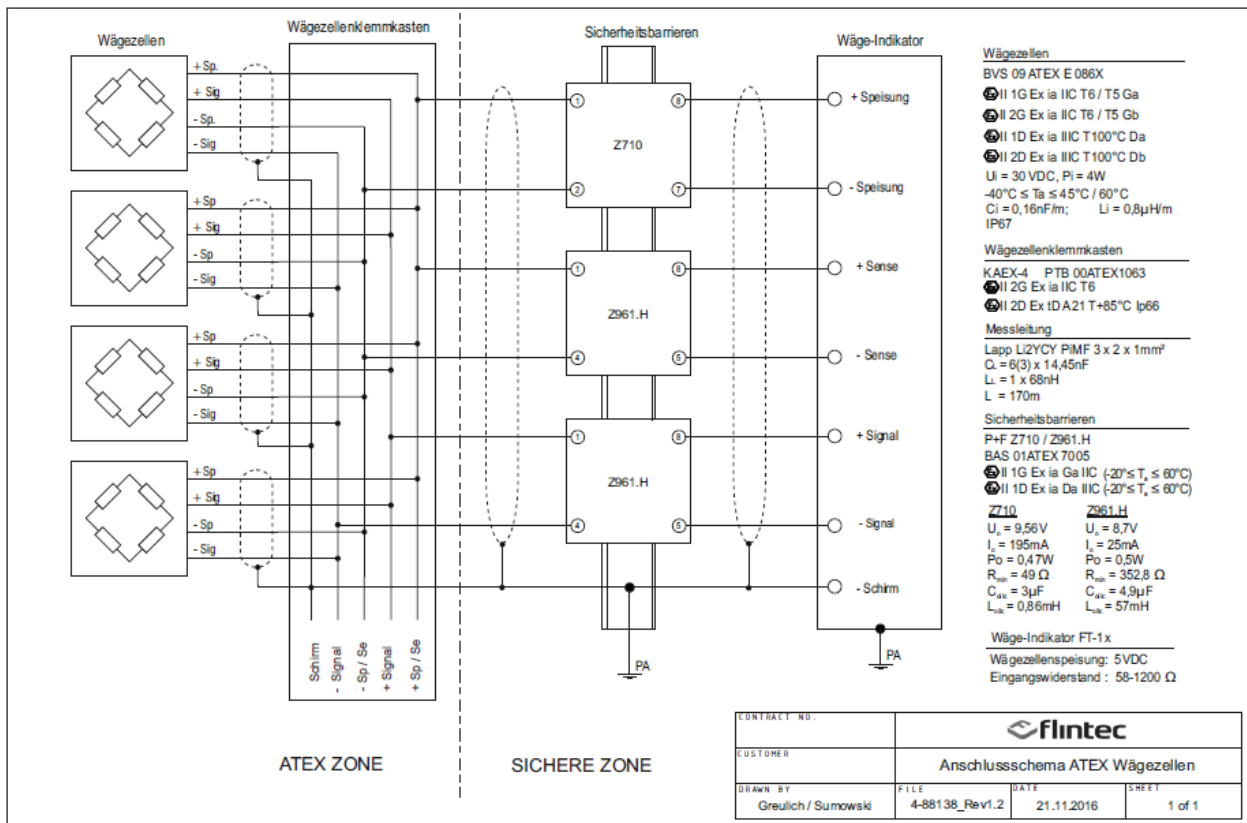 Wägezellen
Wägezellenklemmkasten
Sicherheitsbarrieren
Wäge-Indikator
+ Sp.
+ Sig
- Sp.
- Sig
+ Sp
+ Sig
- Sp
- Sig
+ Sp
+ Sig
- Sp
- Sig
+ Sp
+ Sig
- Sp
- Sig
Schirm
- Signal
- Sp / Se
+ Signal
+ Sp / Se
1
8
Z710
2
7
1
8
Z961.H
4
5
1
8
Z961.H
4
5
PA
+ Speisung
- Speisung
+ Sense
- Sense
+ Signal
- Signal
- Schirm
PA
ATEX ZONE
SICHERE ZONE
Wägezellen
BVS 09 ATEX E 086X
II 1G Ex ia IIC T6 / T5 Ga
II 2G Ex ia IIC T6 / T5 Gb
II 1D Ex ia IIIC T100°C Da
II 2D Ex ia IIIC T100°C Db
Ui = 30 VDC, Pi = 4W
-40°C ≤ Ta ≤ 45°C / 60°C
Ci = 0,16nF/m; Li = 0,8µH/m
IP67
Wägezellenklemmkasten
KAEX-4 PTB 00ATEX1063
II 2G Ex ia IIC T6
II 2D Ex tD A21 T+85°C Ip66
Messleitung
Lapp Li2YCY PiMF 3 x 2 x 1mm²
CL = 6(3) x 14,45nF
LL = 1 x 68nH
L = 170m
Sicherheitsbarrieren
P+F Z710 / Z961.H
BAS 01ATEX 7005
II 1G Ex ia Ga IIC (-20°≤ Ta ≤ 60°C)
II 1D Ex ia Da IIIC (-20°≤ Ta ≤ 60°C)
Z710 Z961.H
Uo = 9,56V Uo = 8,7V
Io = 195mA Io = 25mA
Po = 0,47W Po = 0,5W
Rmin = 49 Ω Rmin = 352,8 Ω
= 3µF = 4,9µF
= 0,86mH = 57mH
Wäge-Indikator FT-1x
Wägezellenspeisung: 5VDC
Eingangswiderstand : 58-1200 Ω
CONTRACT NO.
flintec
CUSTOMER
Anschlussschema ATEX Wägezellen
DRAWN BY
Greulich / Sumowski
FILE
4-88138_Rev1.2
DATE
21.11.2016
SHEET
1 of 1